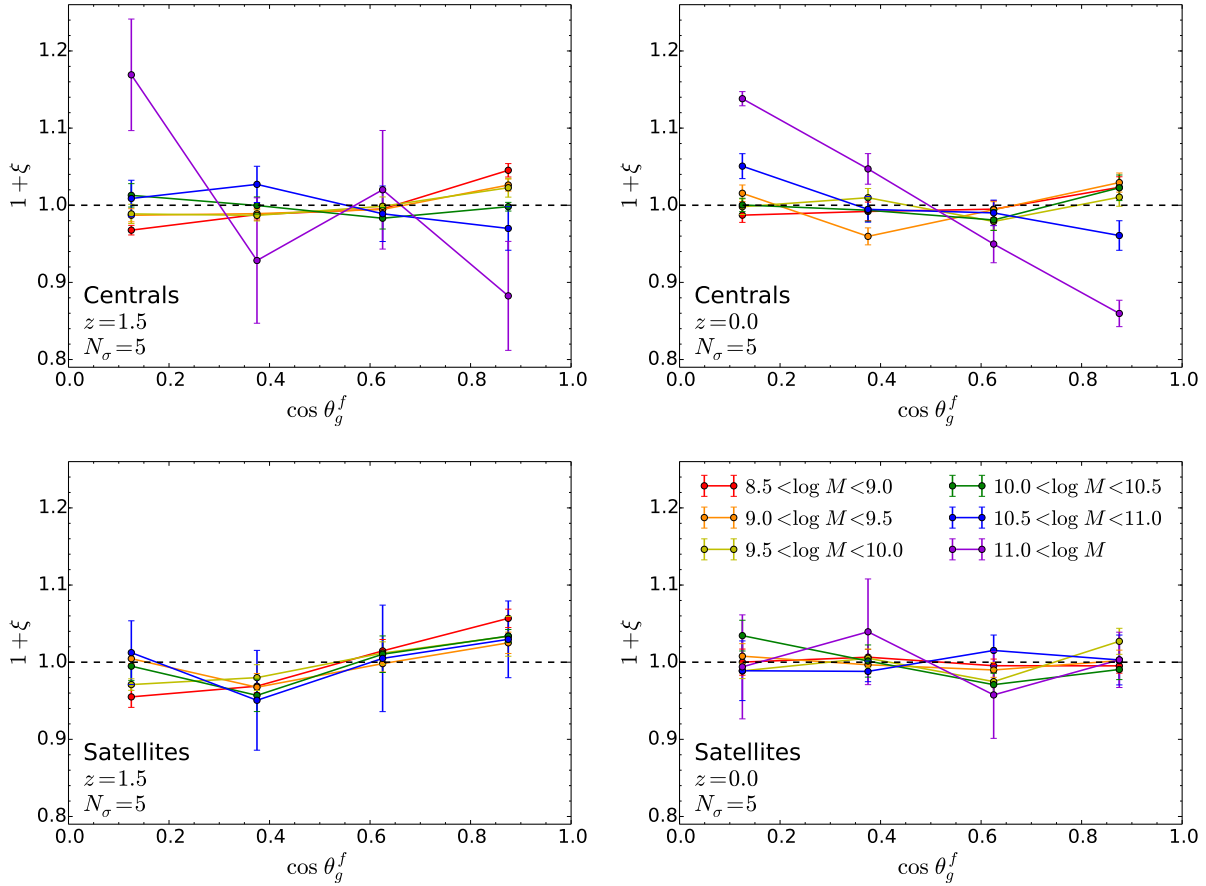 1.2
1.1
1.0
0.9
0.8
1 + ξ
Centrals
z = 1.5
N_σ = 5
0.0 0.2 0.4 0.6 0.8 1.0
cos θ_g^f
1.2
1.1
1.0
0.9
0.8
1 + ξ
Centrals
z = 0.0
N_σ = 5
0.0 0.2 0.4 0.6 0.8 1.0
cos θ_g^f
1.2
1.1
1.0
0.9
0.8
1 + ξ
Satellites
z = 1.5
N_σ = 5
0.0 0.2 0.4 0.6 0.8 1.0
cos θ_g^f
1.2
1.1
1.0
0.9
0.8
1 + ξ
8.5 < log M < 9.0
9.0 < log M < 9.5
9.5 < log M < 10.0
10.0 < log M < 10.5
10.5 < log M < 11.0
11.0 < log M
Satellites
z = 0.0
N_σ = 5
0.0 0.2 0.4 0.6 0.8 1.0
cos θ_g^f